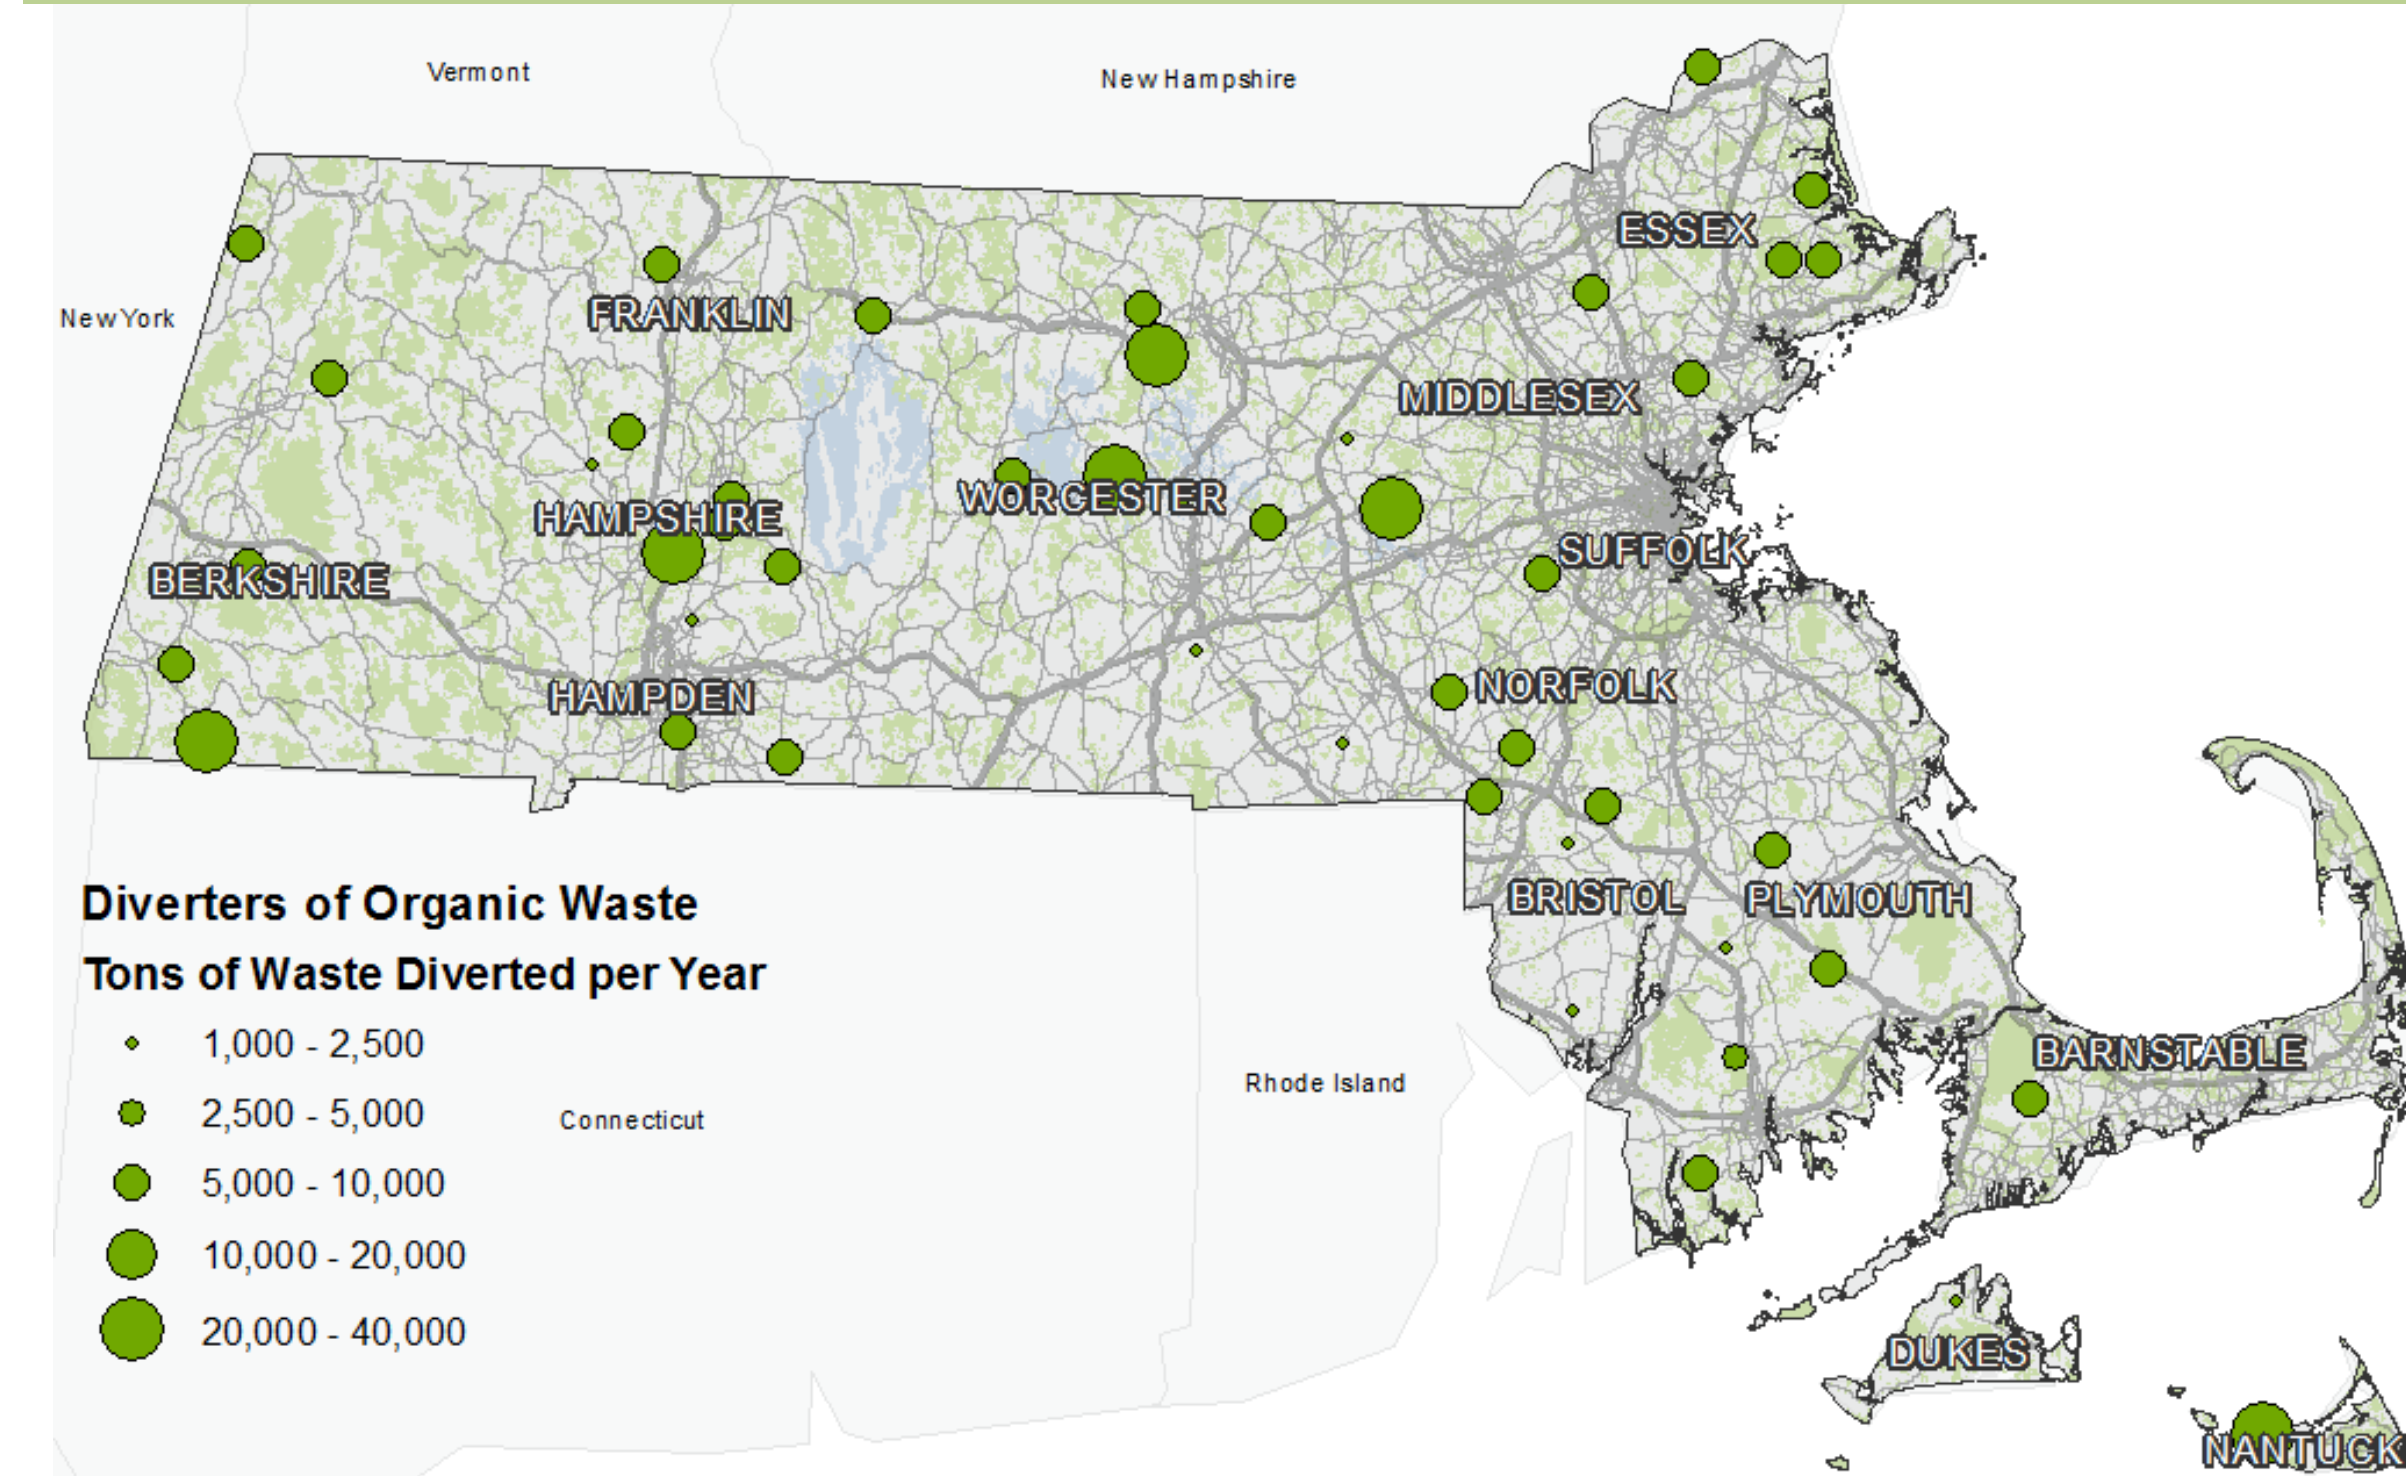 Vermont
New Hampshire
New York
ESSEX
FRANKLIN
MIDDLESEX
WORCESTER
HAMPSHIRE
SUFFOLK
BERKSHIRE
NORFOLK
HAMPDEN
BRISTOL
PLYMOUTH
BARNSTABLE
Rhode Island
Connecticut
DUKES
NANTUCK
Diverters of Organic Waste
Tons of Waste Diverted per Year
1,000 - 2,500
2,500 - 5,000
5,000 - 10,000
10,000 - 20,000
20,000 - 40,000